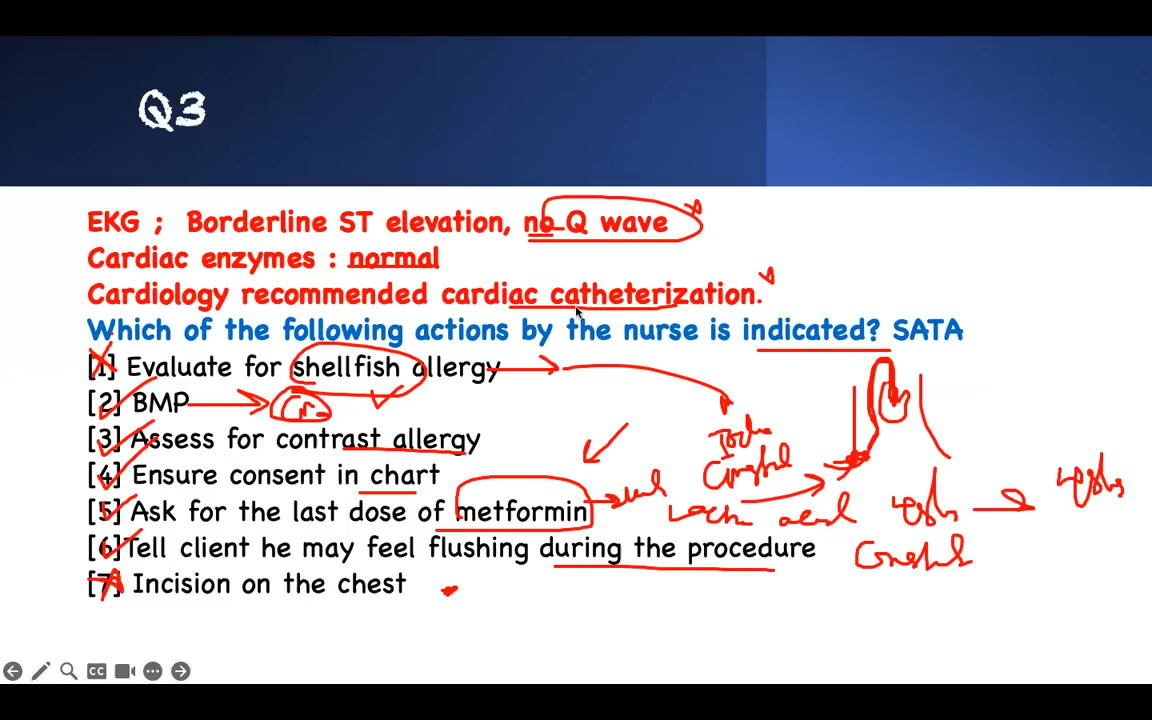 Q3
EKG ; Borderline ST elevation, no Q wave
Cardiac enzymes : normal
Cardiology recommended cardiac catheterization.
Which of the following actions by the nurse is indicated? SATA
[1] Evaluate for shellfish allergy
[2] BMP
[3] Assess for contrast allergy
[4] Ensure consent in chart
[5] Ask for the last dose of metformin
[6]Tell client he may feel flushing during the procedure
[7] Incision on the chest
CC